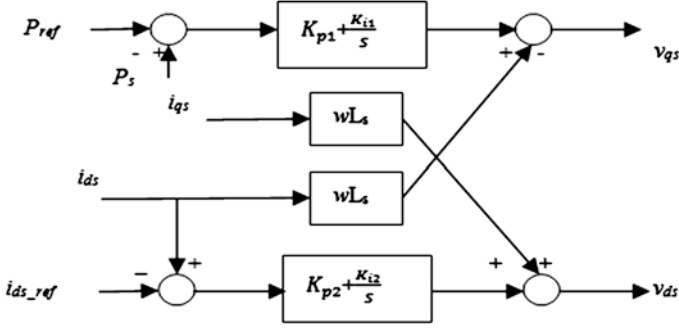 P_ref - + K_p1+K_i1/s + - v_qs
P_s
i_qs wL_s
i_ds wL_s
- + K_p2+K_i2/s + + v_ds
i_ds_ref